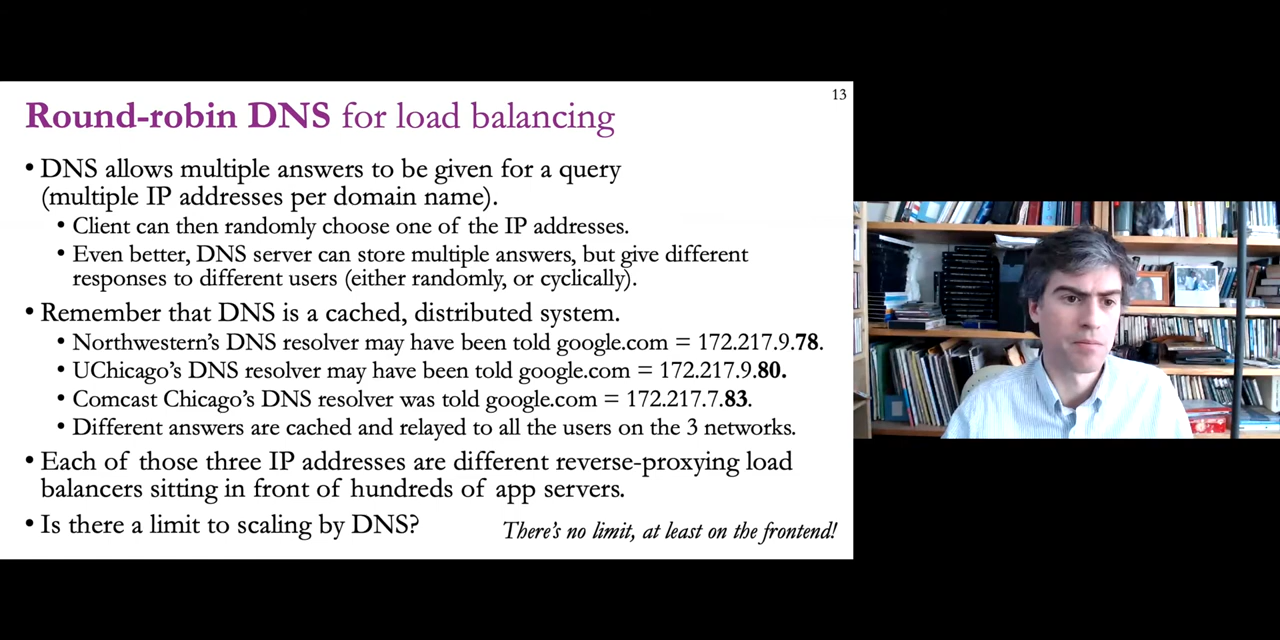 13
Round-robin DNS for load balancing
• DNS allows multiple answers to be given for a query
(multiple IP addresses per domain name).
• Client can then randomly choose one of the IP addresses.
• Even better, DNS server can store multiple answers, but give different
responses to different users (either randomly, or cyclically).
• Remember that DNS is a cached, distributed system.
• Northwestern's DNS resolver may have been told google.com = 172.217.9.78.
• UChicago's DNS resolver may have been told google.com = 172.217.9.80.
• Comcast Chicago's DNS resolver was told google.com = 172.217.7.83.
• Different answers are cached and relayed to all the users on the 3 networks.
• Each of those three IP addresses are different reverse-proxying load
balancers sitting in front of hundreds of app servers.
• Is there a limit to scaling by DNS?
There's no limit, at least on the frontend!